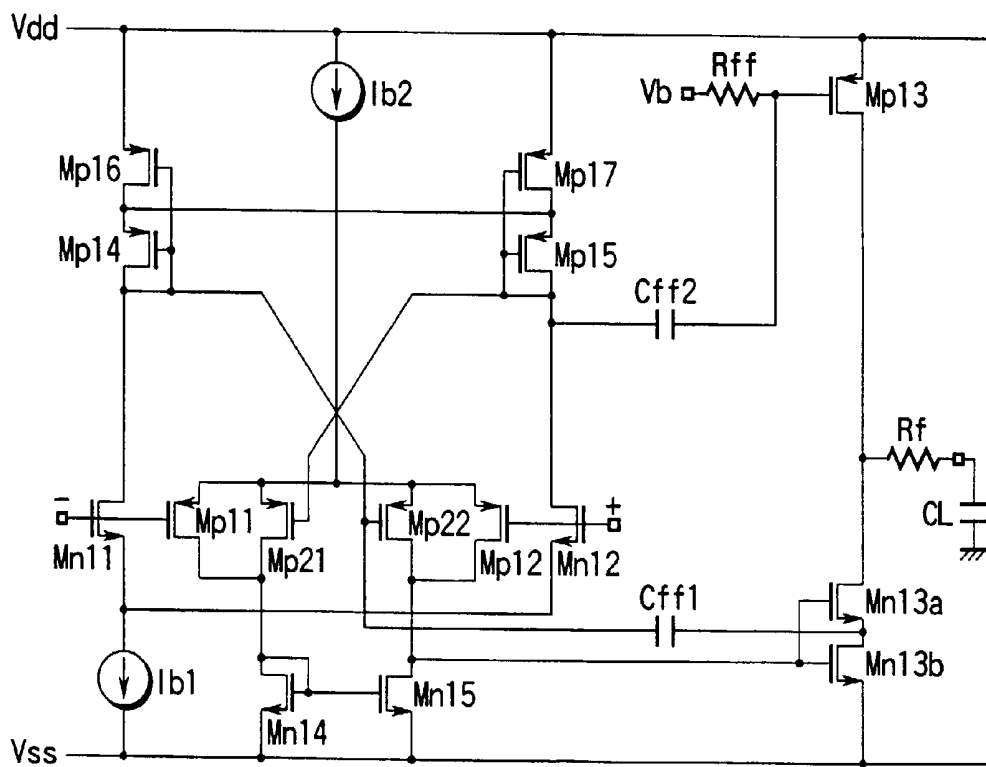 Vdd
Ib2
Rff
Vb
Mp13
Mp16
Mp17
Mp14
Mp15
Cff2
Rf
−
+
Mp11
Mp22
CL
Mn11
Mp21
Mp12
Mn12
Cff1
Mn13a
Mn13b
Ib1
Mn15
Mn14
Vss